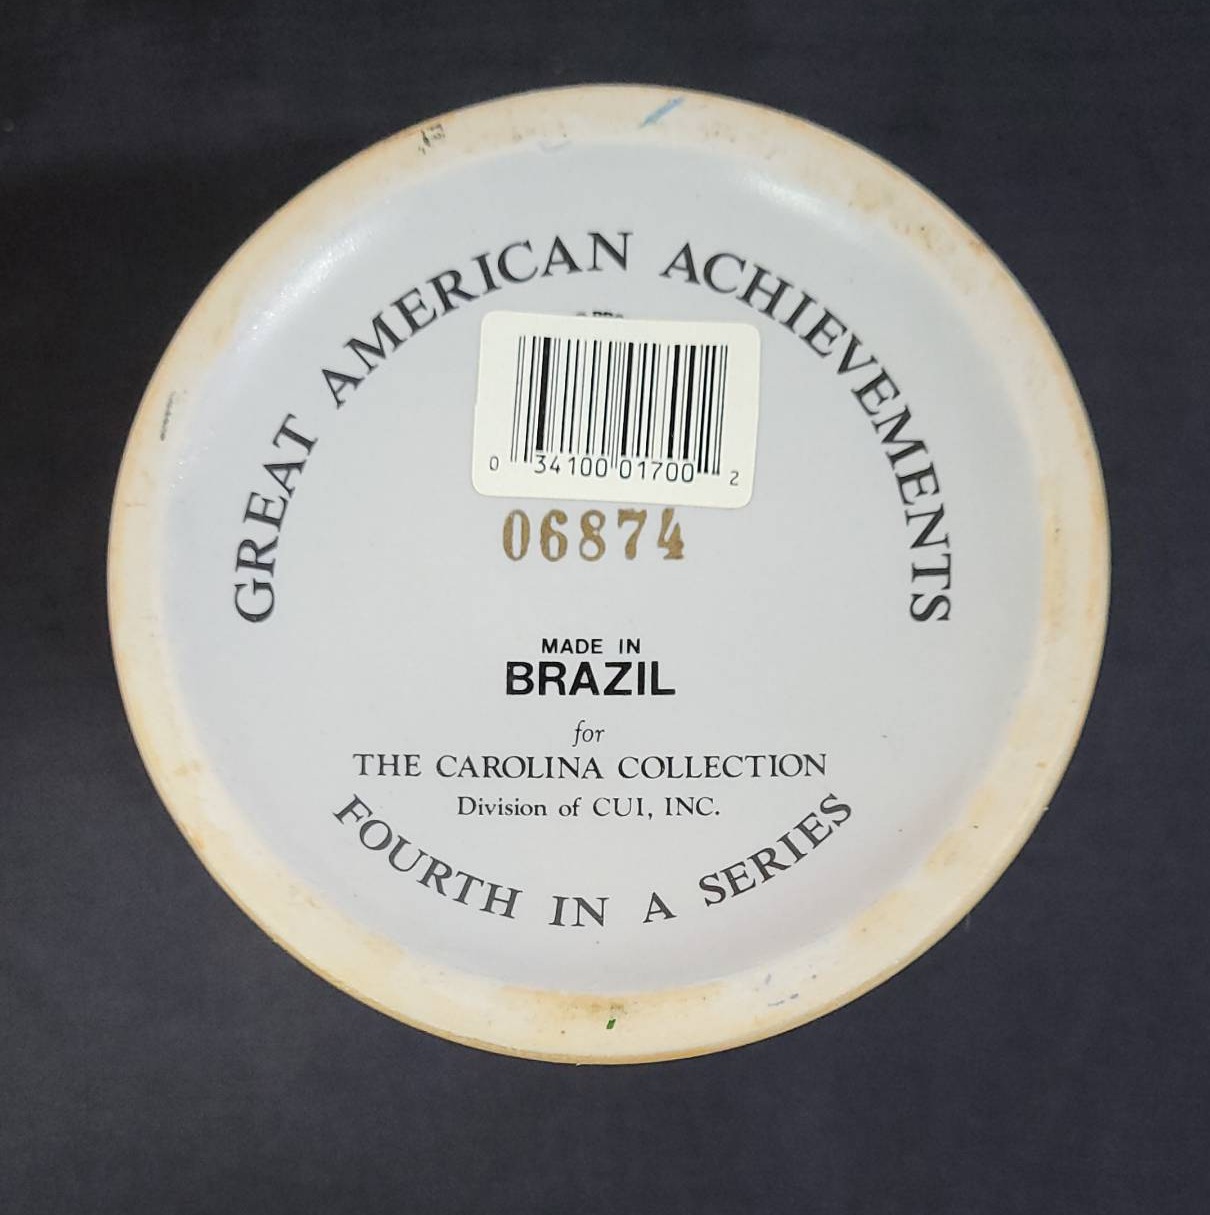 GREAT AMERICAN ACHIEVEMENTS
0 34100 01700 2
06874
MADE IN
BRAZIL
for
THE CAROLINA COLLECTION
Division of CUI, INC.
FOURTH IN A SERIES